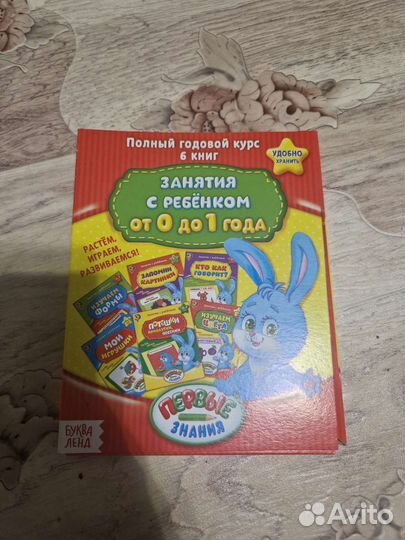 Полный годовой курс
6 книг
УДОБНО
ХРАНИТЬ
ЗАНЯТИЯ
С РЕБЁНКОМ
ОТ 0 ДО 1 ГОДА
РАСТЁМ,
ИГРАЕМ,
РАЗВИВАЕМСЯ!
ИЗУЧАЕМ
ФОРМЫ
ЗАПОМНИ
КАРТИНКИ
КТО КАК
ГОВОРИТ?
МОИ
ИГРУШКИ
ПОТЕШКИ
ИЗУЧАЕМ
ЦВЕТА
ПЕРВЫЕ
ЗНАНИЯ
БУКВА
ЛЕНД
Avito